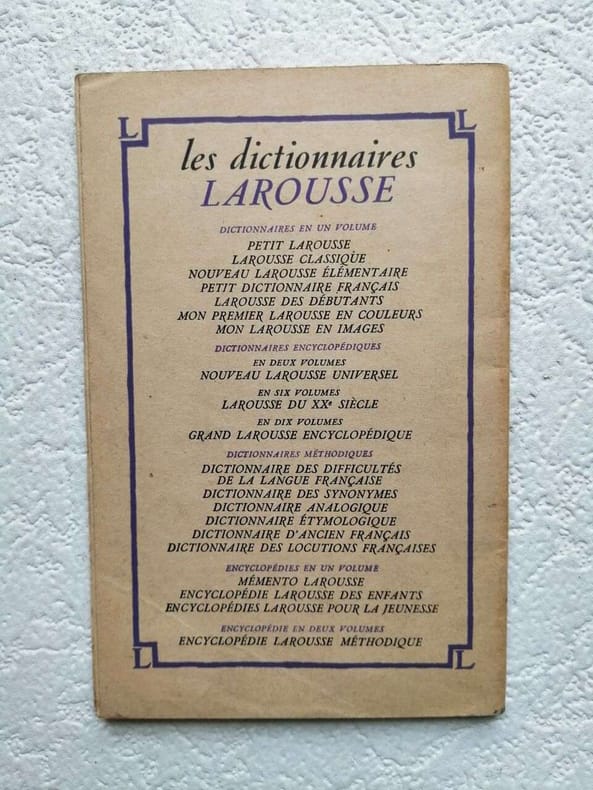 L L
les dictionnaires
LAROUSSE
DICTIONNAIRES EN UN VOLUME
PETIT LAROUSSE
LAROUSSE CLASSIQUE
NOUVEAU LAROUSSE ÉLÉMENTAIRE
PETIT DICTIONNAIRE FRANÇAIS
LAROUSSE DES DÉBUTANTS
MON PREMIER LAROUSSE EN COULEURS
MON LAROUSSE EN IMAGES
DICTIONNAIRES ENCYCLOPÉDIQUES
EN DEUX VOLUMES
NOUVEAU LAROUSSE UNIVERSEL
EN SIX VOLUMES
LAROUSSE DU XXe SIÈCLE
EN DIX VOLUMES
GRAND LAROUSSE ENCYCLOPÉDIQUE
DICTIONNAIRES MÉTHODIQUES
DICTIONNAIRE DES DIFFICULTÉS
DE LA LANGUE FRANÇAISE
DICTIONNAIRE DES SYNONYMES
DICTIONNAIRE ANALOGIQUE
DICTIONNAIRE ÉTYMOLOGIQUE
DICTIONNAIRE D'ANCIEN FRANÇAIS
DICTIONNAIRE DES LOCUTIONS FRANÇAISES
ENCYCLOPÉDIES EN UN VOLUME
MÉMENTO LAROUSSE
ENCYCLOPÉDIE LAROUSSE DES ENFANTS
ENCYCLOPÉDIES LAROUSSE POUR LA JEUNESSE
ENCYCLOPÉDIE EN DEUX VOLUMES
ENCYCLOPÉDIE LAROUSSE MÉTHODIQUE
L L